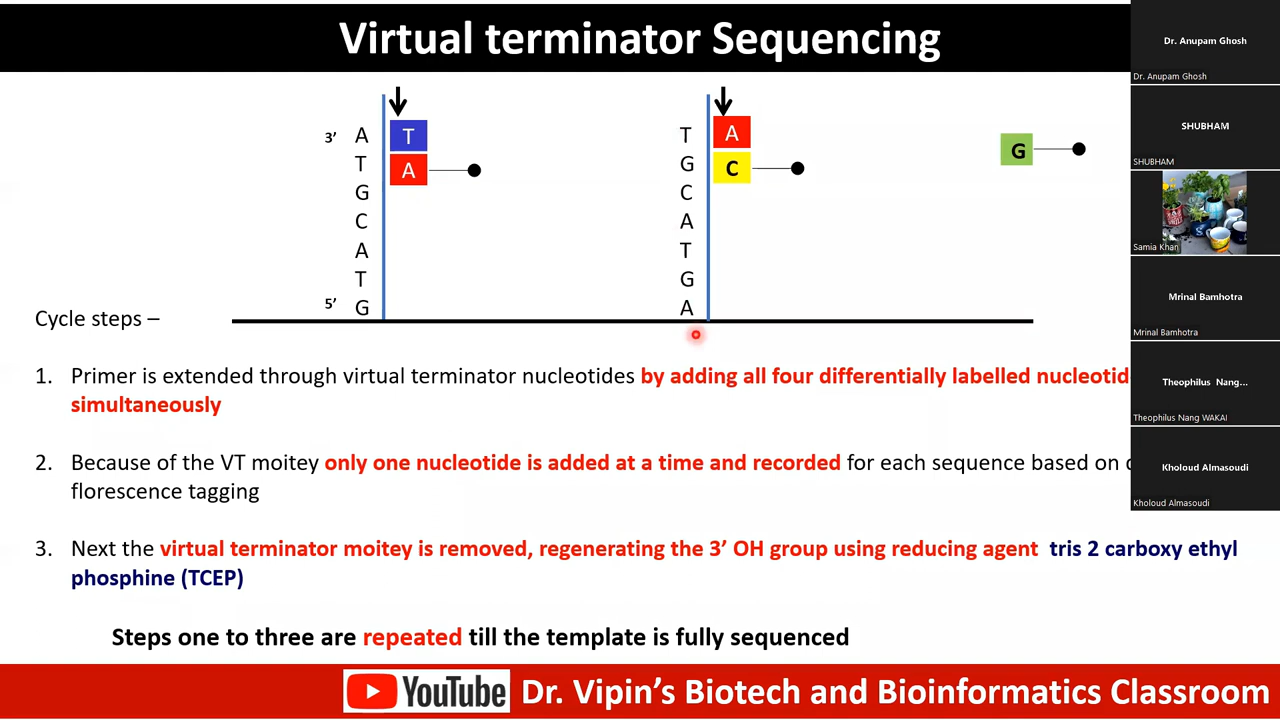 Virtual terminator Sequencing
3’ A T
T A
G
C
A
T
5’ G
T A
G C
C
A
T
G
A
G
Cycle steps –
1. Primer is extended through virtual terminator nucleotides by adding all four differentially labelled nucleotid
simultaneously
2. Because of the VT moitey only one nucleotide is added at a time and recorded for each sequence based on
florescence tagging
3. Next the virtual terminator moitey is removed, regenerating the 3’ OH group using reducing agent tris 2 carboxy ethyl
phosphine (TCEP)
Steps one to three are repeated till the template is fully sequenced
YouTube Dr. Vipin’s Biotech and Bioinformatics Classroom
Dr. Anupam Ghosh
Dr. Anupam Ghosh
SHUBHAM
SHUBHAM
Samia Khan
Mrinal Bamhotra
Mrinal Bamhotra
Theophilus Nang...
Theophilus Nang WAKAI
Kholoud Almasoudi
Kholoud Almasoudi